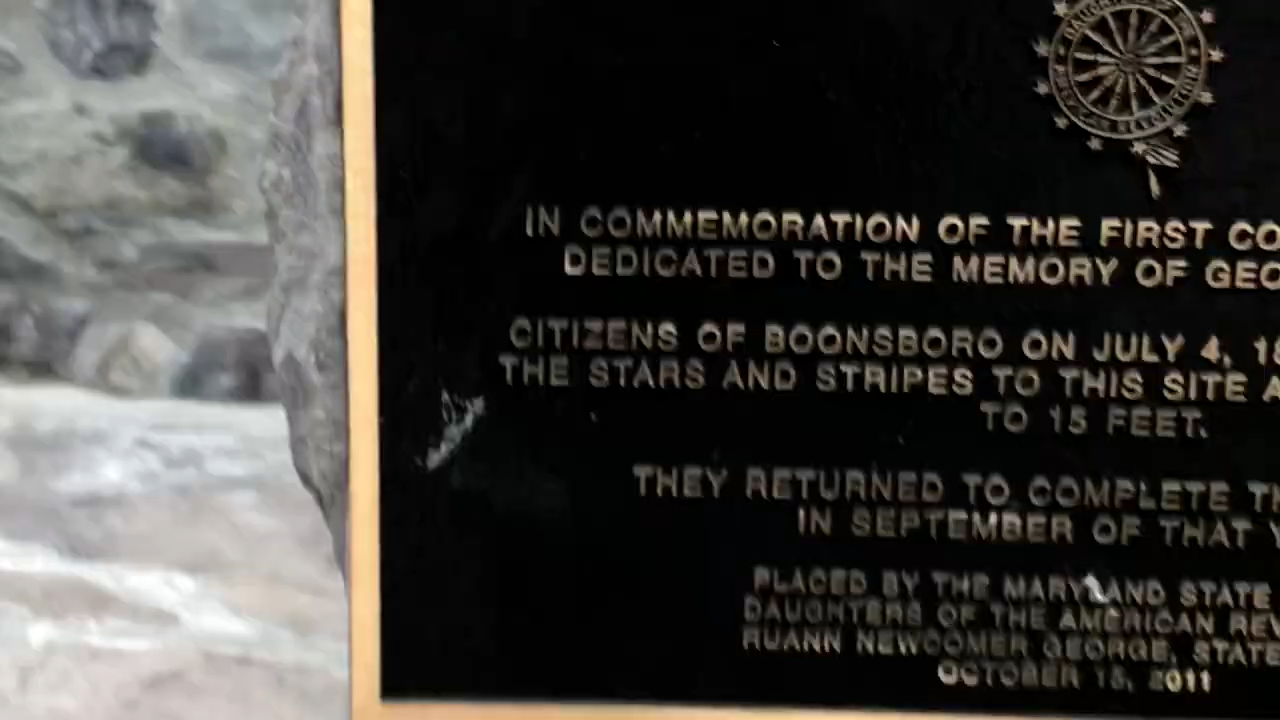 IN COMMEMORATION OF THE FIRST CO
DEDICATED TO THE MEMORY OF GEO
CITIZENS OF BOONSBORO ON JULY 4, 18
THE STARS AND STRIPES TO THIS SITE A
TO 15 FEET.
THEY RETURNED TO COMPLETE TH
IN SEPTEMBER OF THAT Y
PLACED BY THE MARYLAND STATE
DAUGHTERS OF THE AMERICAN REV
RUANN NEWCOMER GEORGE, STATE
OCTOBER 15, 2011